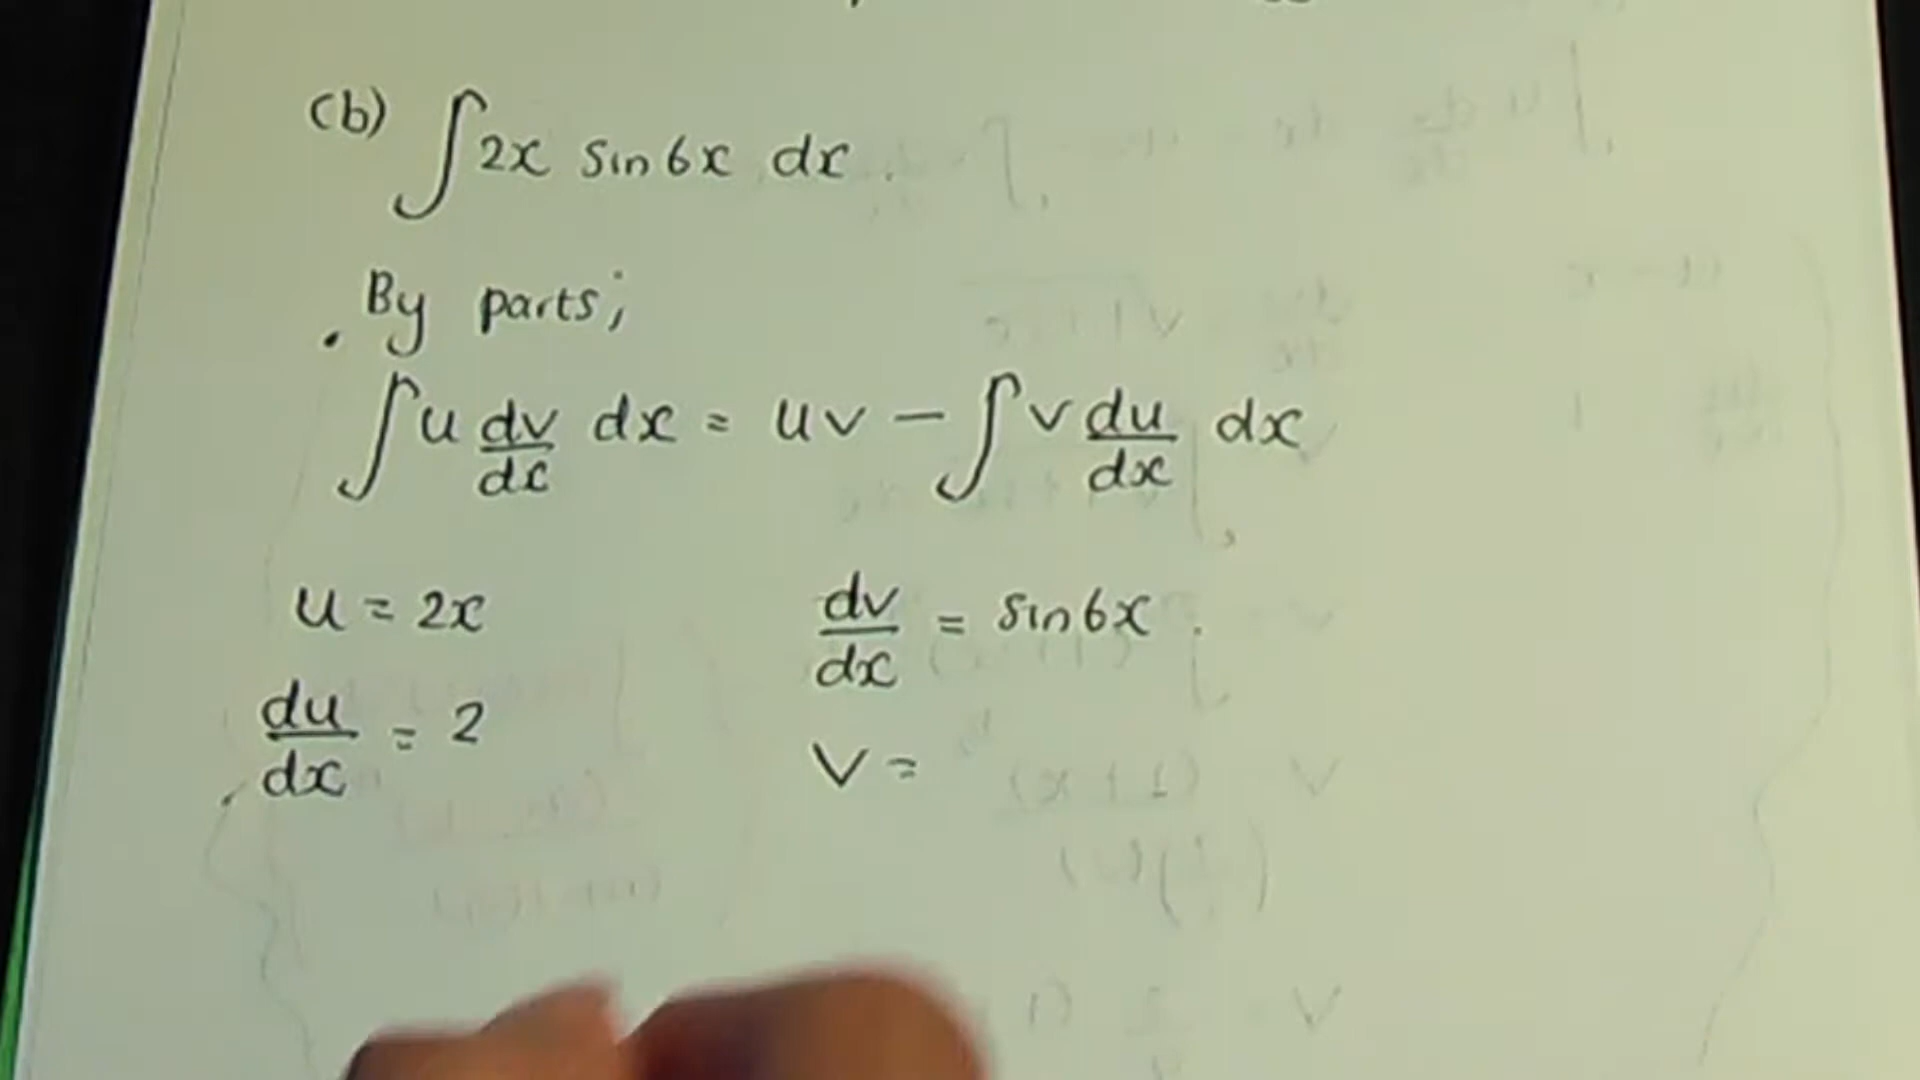 (b) ∫ 2x sin6x dx.
By parts;
∫ u dv/dx dx = uv - ∫ v du/dx dx
u = 2x
dv/dx = sin6x.
du/dx = 2
v =